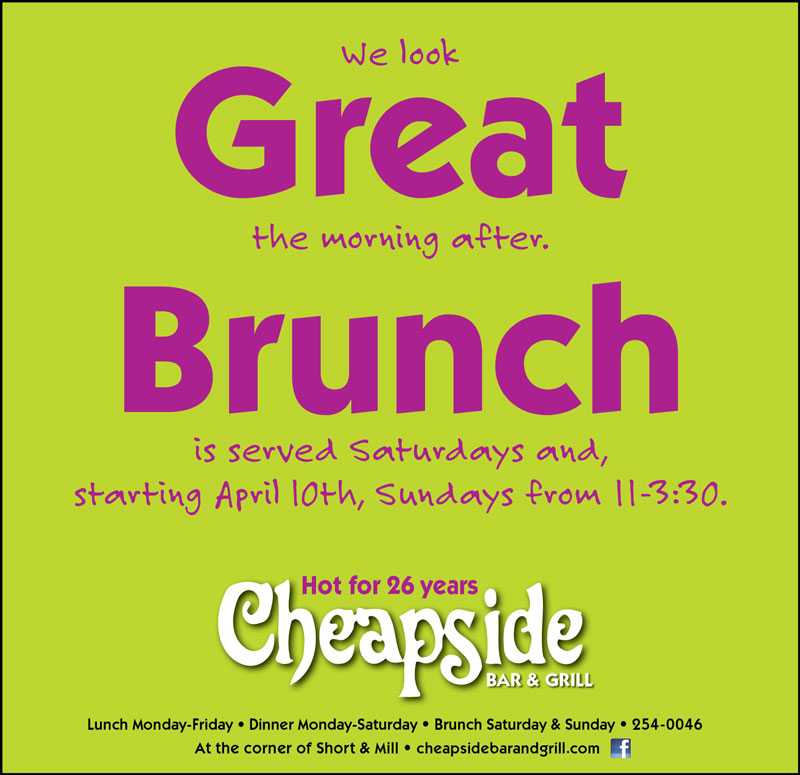 We look
Great
the morning after.
Brunch
is served Saturdays and,
starting April 10th, Sundays from 11-3:30.
Hot for 26 years
Cheapside
BAR & GRILL
Lunch Monday-Friday • Dinner Monday-Saturday • Brunch Saturday & Sunday • 254-0046
At the corner of Short & Mill • cheapsidebarandgrill.com f